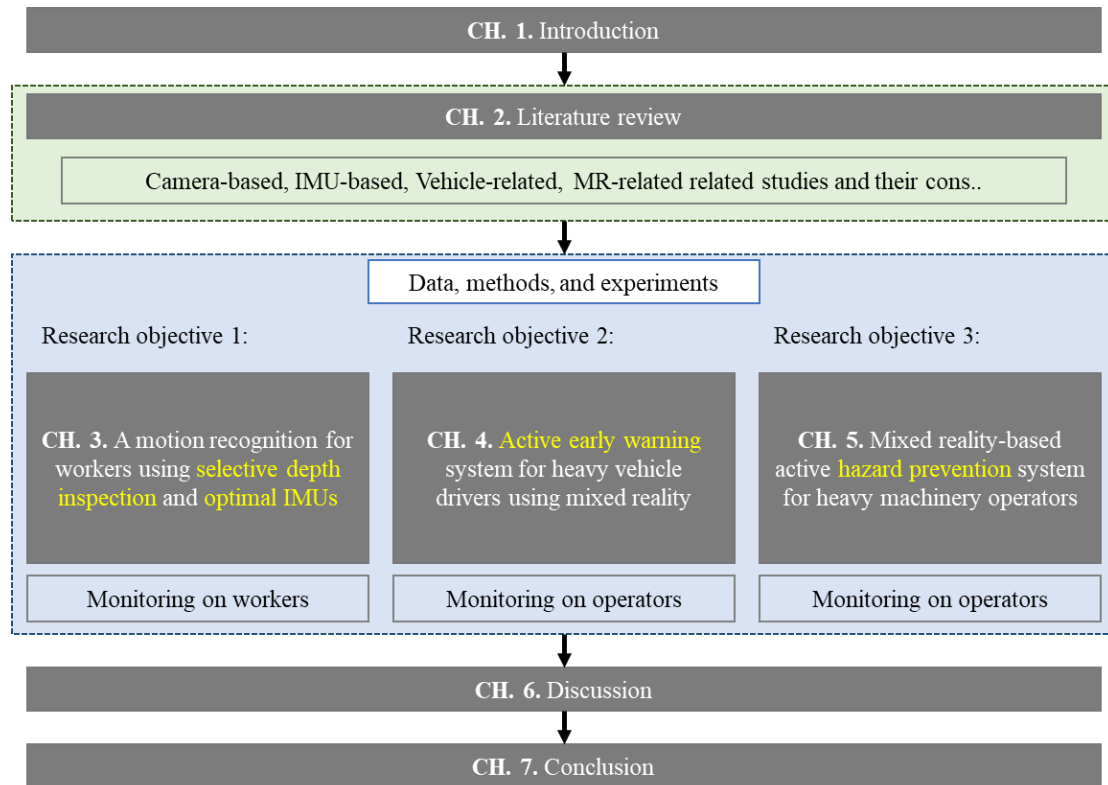 CH. 1. Introduction
CH. 2. Literature review
Camera-based, IMU-based, Vehicle-related, MR-related related studies and their cons..
Data, methods, and experiments
Research objective 1:
CH. 3. A motion recognition for
workers using selective depth
inspection and optimal IMUs
Monitoring on workers
Research objective 2:
CH. 4. Active early warning
system for heavy vehicle
drivers using mixed reality
Monitoring on operators
Research objective 3:
CH. 5. Mixed reality-based
active hazard prevention system
for heavy machinery operators
Monitoring on operators
CH. 6. Discussion
CH. 7. Conclusion